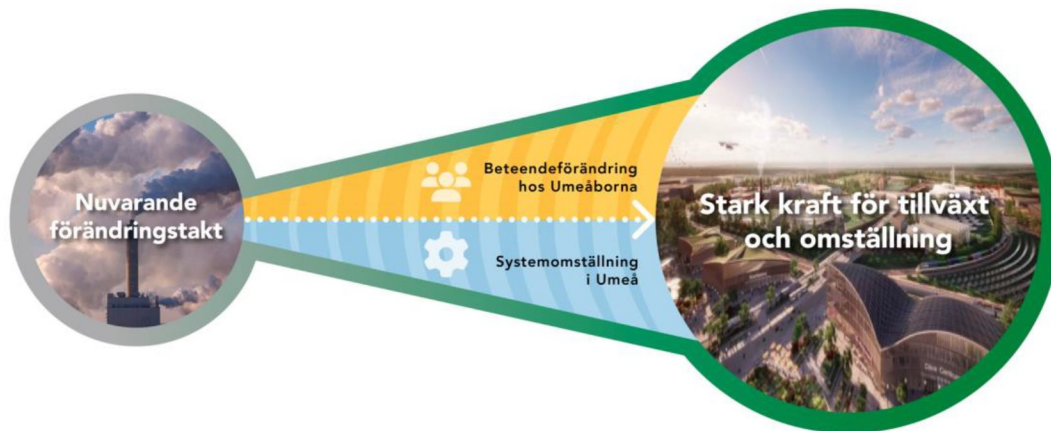 Nuvarande
förändringstakt
Beteendeförändring
hos Umeåborna
Systemomställning
i Umeå
Stark kraft för tillväxt
och omställning